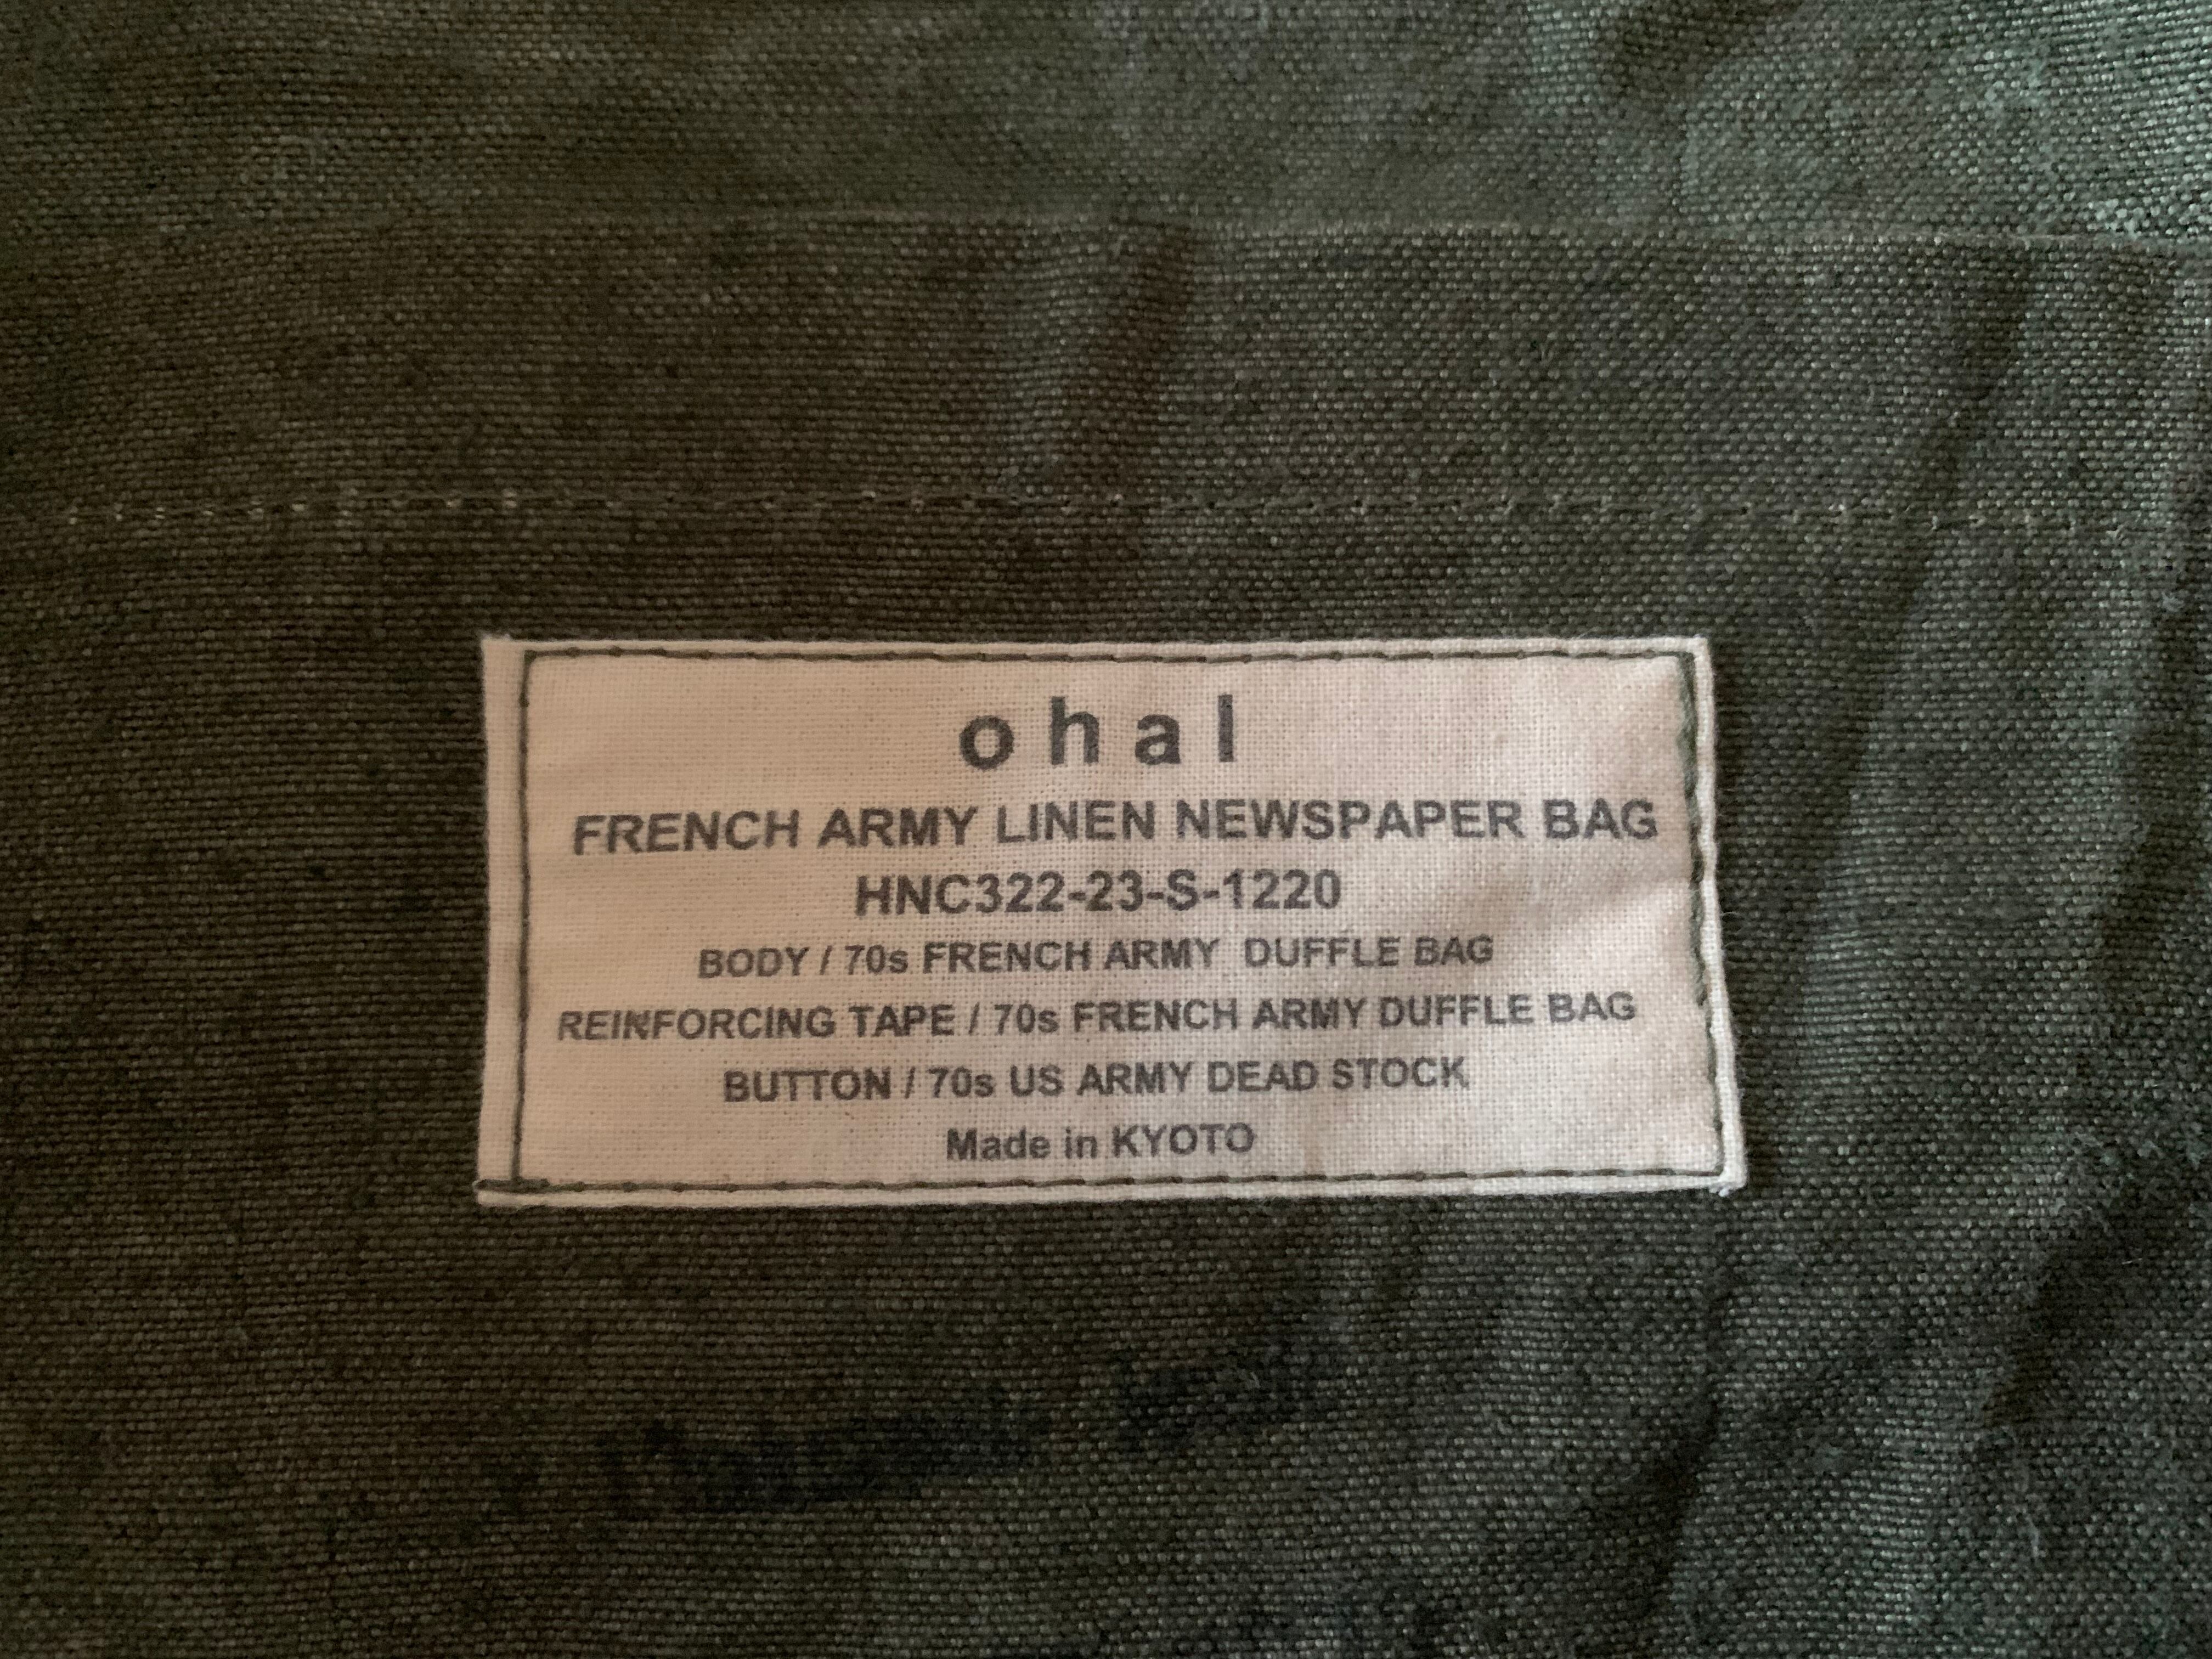 ohal
FRENCH ARMY LINEN NEWSPAPER BAG
HNC322-23-S-1220
BODY / 70s FRENCH ARMY DUFFLE BAG
REINFORCING TAPE / 70s FRENCH ARMY DUFFLE BAG
BUTTON / 70s US ARMY DEAD STOCK
Made in KYOTO